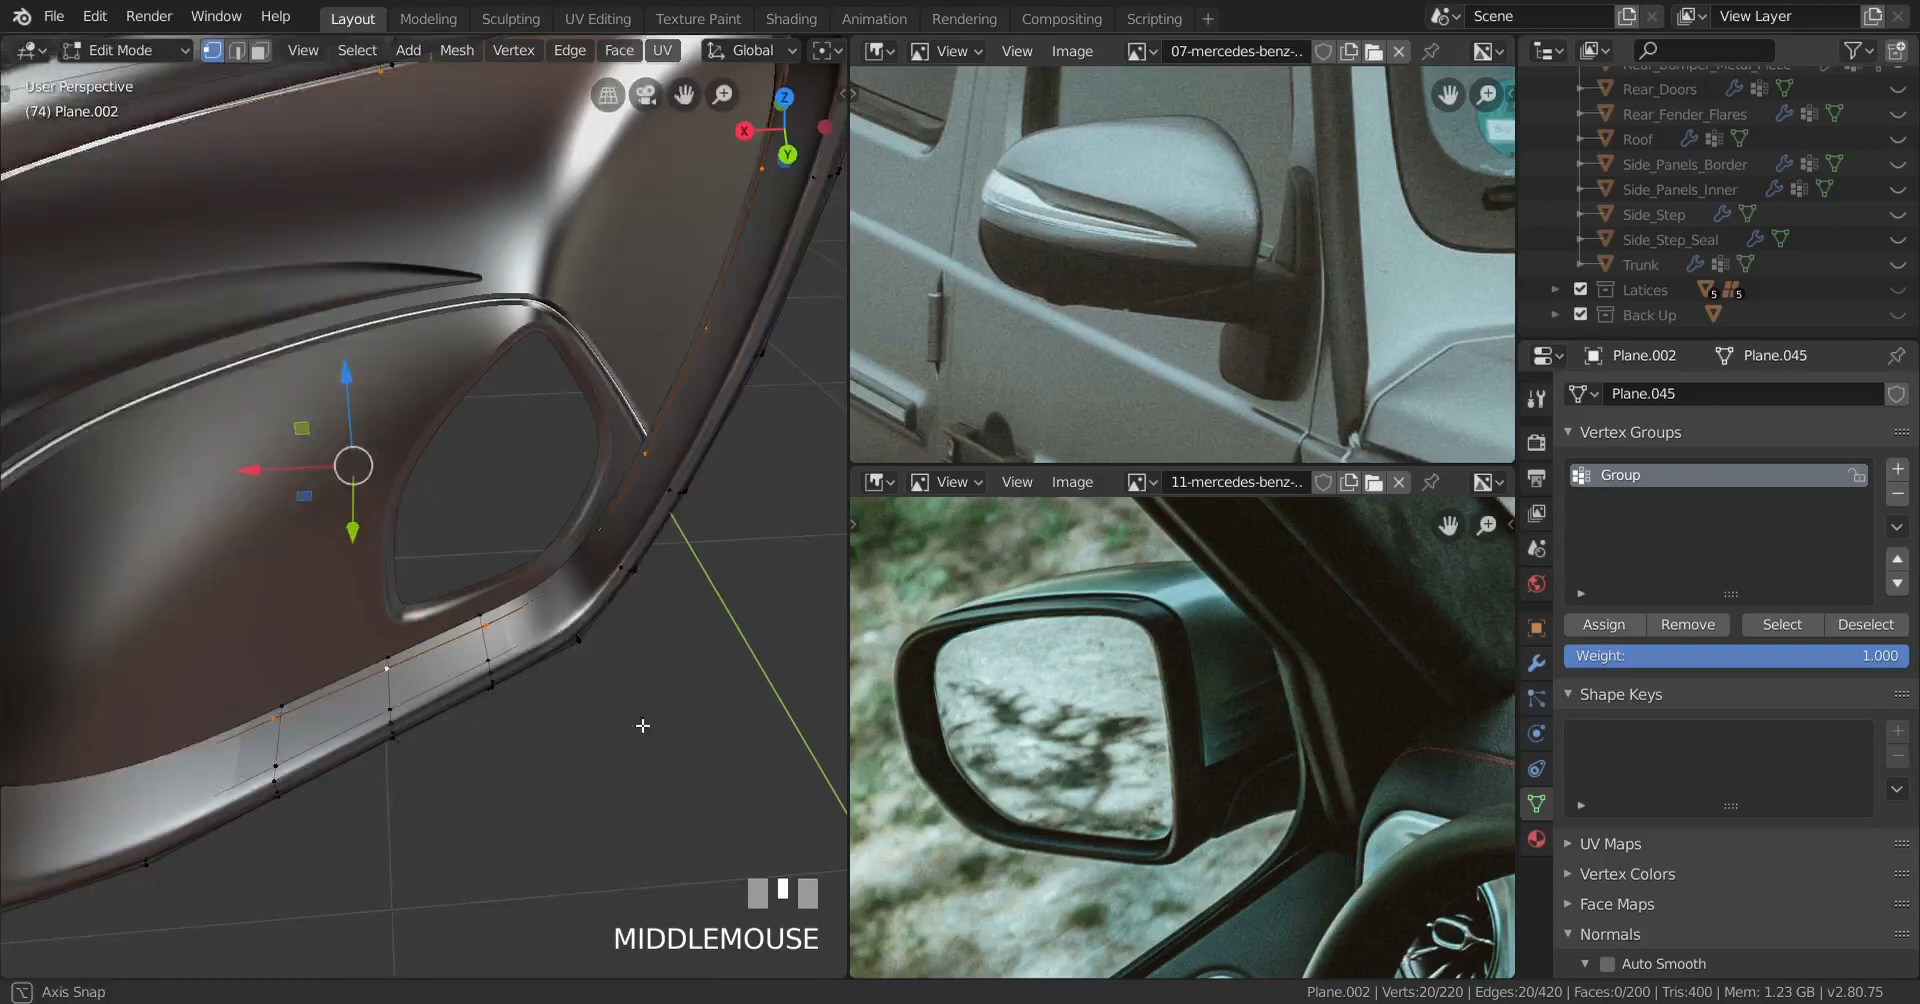 File Edit Render Window Help Layout Modeling Sculpting UV Editing Texture Paint Shading Animation Rendering Compositing Scripting + Scene View Layer
Edit Mode View Select Add Mesh Vertex Edge Face UV Global View View Image 07-mercedes-benz-..
User Perspective
(74) Plane.002
Z
X
Y
Rear_Doors
Rear_Fender_Flares
Roof
Side_Panels_Border
Side_Panels_Inner
Side_Step
Side_Step_Seal
Trunk
Latices 5 5
Back Up
Plane.002 Plane.045
Plane.045
Vertex Groups
Group
View View Image 11-mercedes-benz-..
Assign Remove Select Deselect
Weight: 1.000
Shape Keys
UV Maps
Vertex Colors
Face Maps
Normals
Auto Smooth
MIDDLEMOUSE
Axis Snap
Plane.002 | Verts:20/220 | Edges:20/420 | Faces:0/200 | Tris:400 | Mem: 1.23 GB | v2.80.75